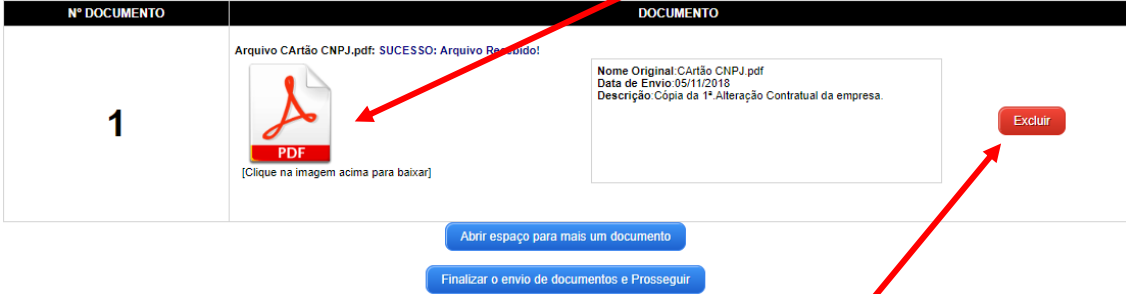 Nº DOCUMENTO DOCUMENTO
Arquivo CArtão CNPJ.pdf: SUCESSO: Arquivo Recebido!
1
PDF
[Clique na imagem acima para baixar]
Nome Original:CArtão CNPJ.pdf
Data de Envio:05/11/2018
Descrição:Cópia da 1ª.Alteração Contratual da empresa.
Excluir
Abrir espaço para mais um documento
Finalizar o envio de documentos e Prosseguir